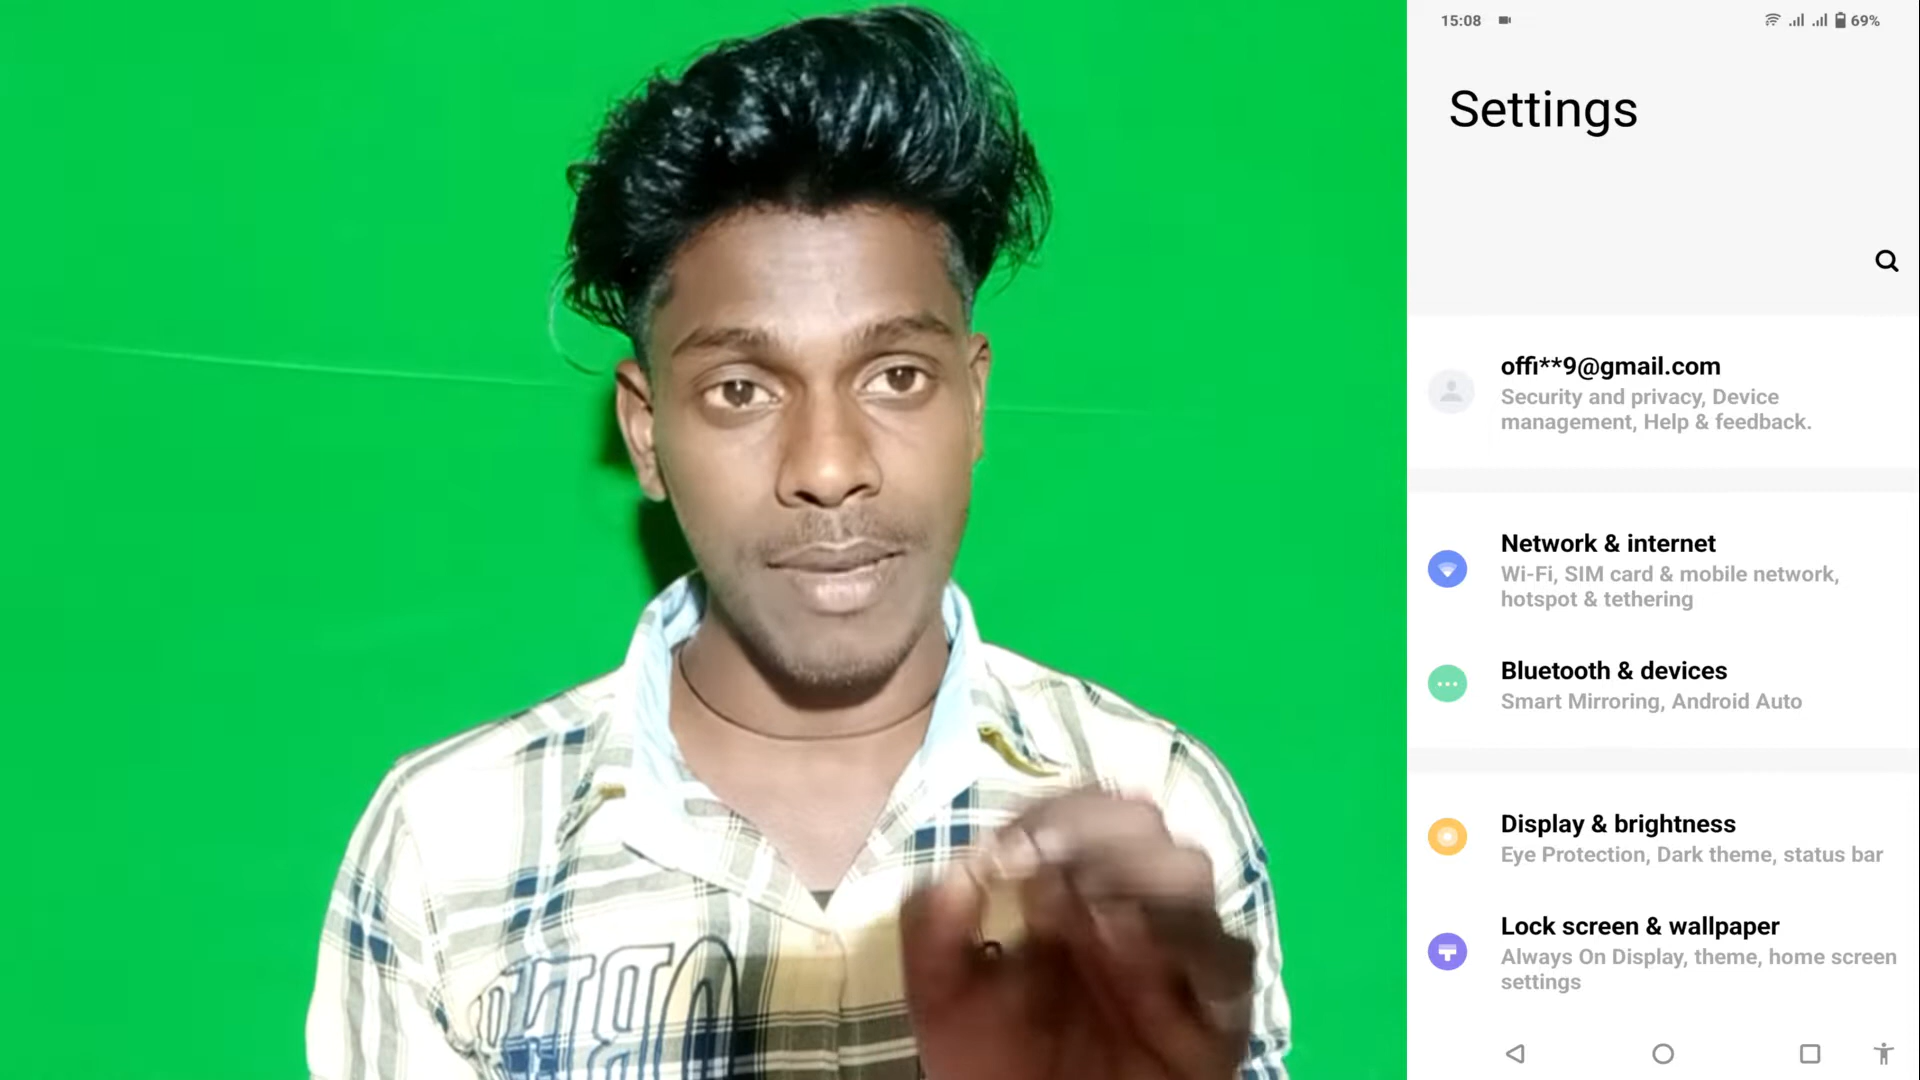 15:08
69%
Settings
offi**9@gmail.com
Security and privacy, Device
management, Help & feedback.
Network & internet
Wi-Fi, SIM card & mobile network,
hotspot & tethering
Bluetooth & devices
Smart Mirroring, Android Auto
Display & brightness
Eye Protection, Dark theme, status bar
Lock screen & wallpaper
Always On Display, theme, home screen
settings